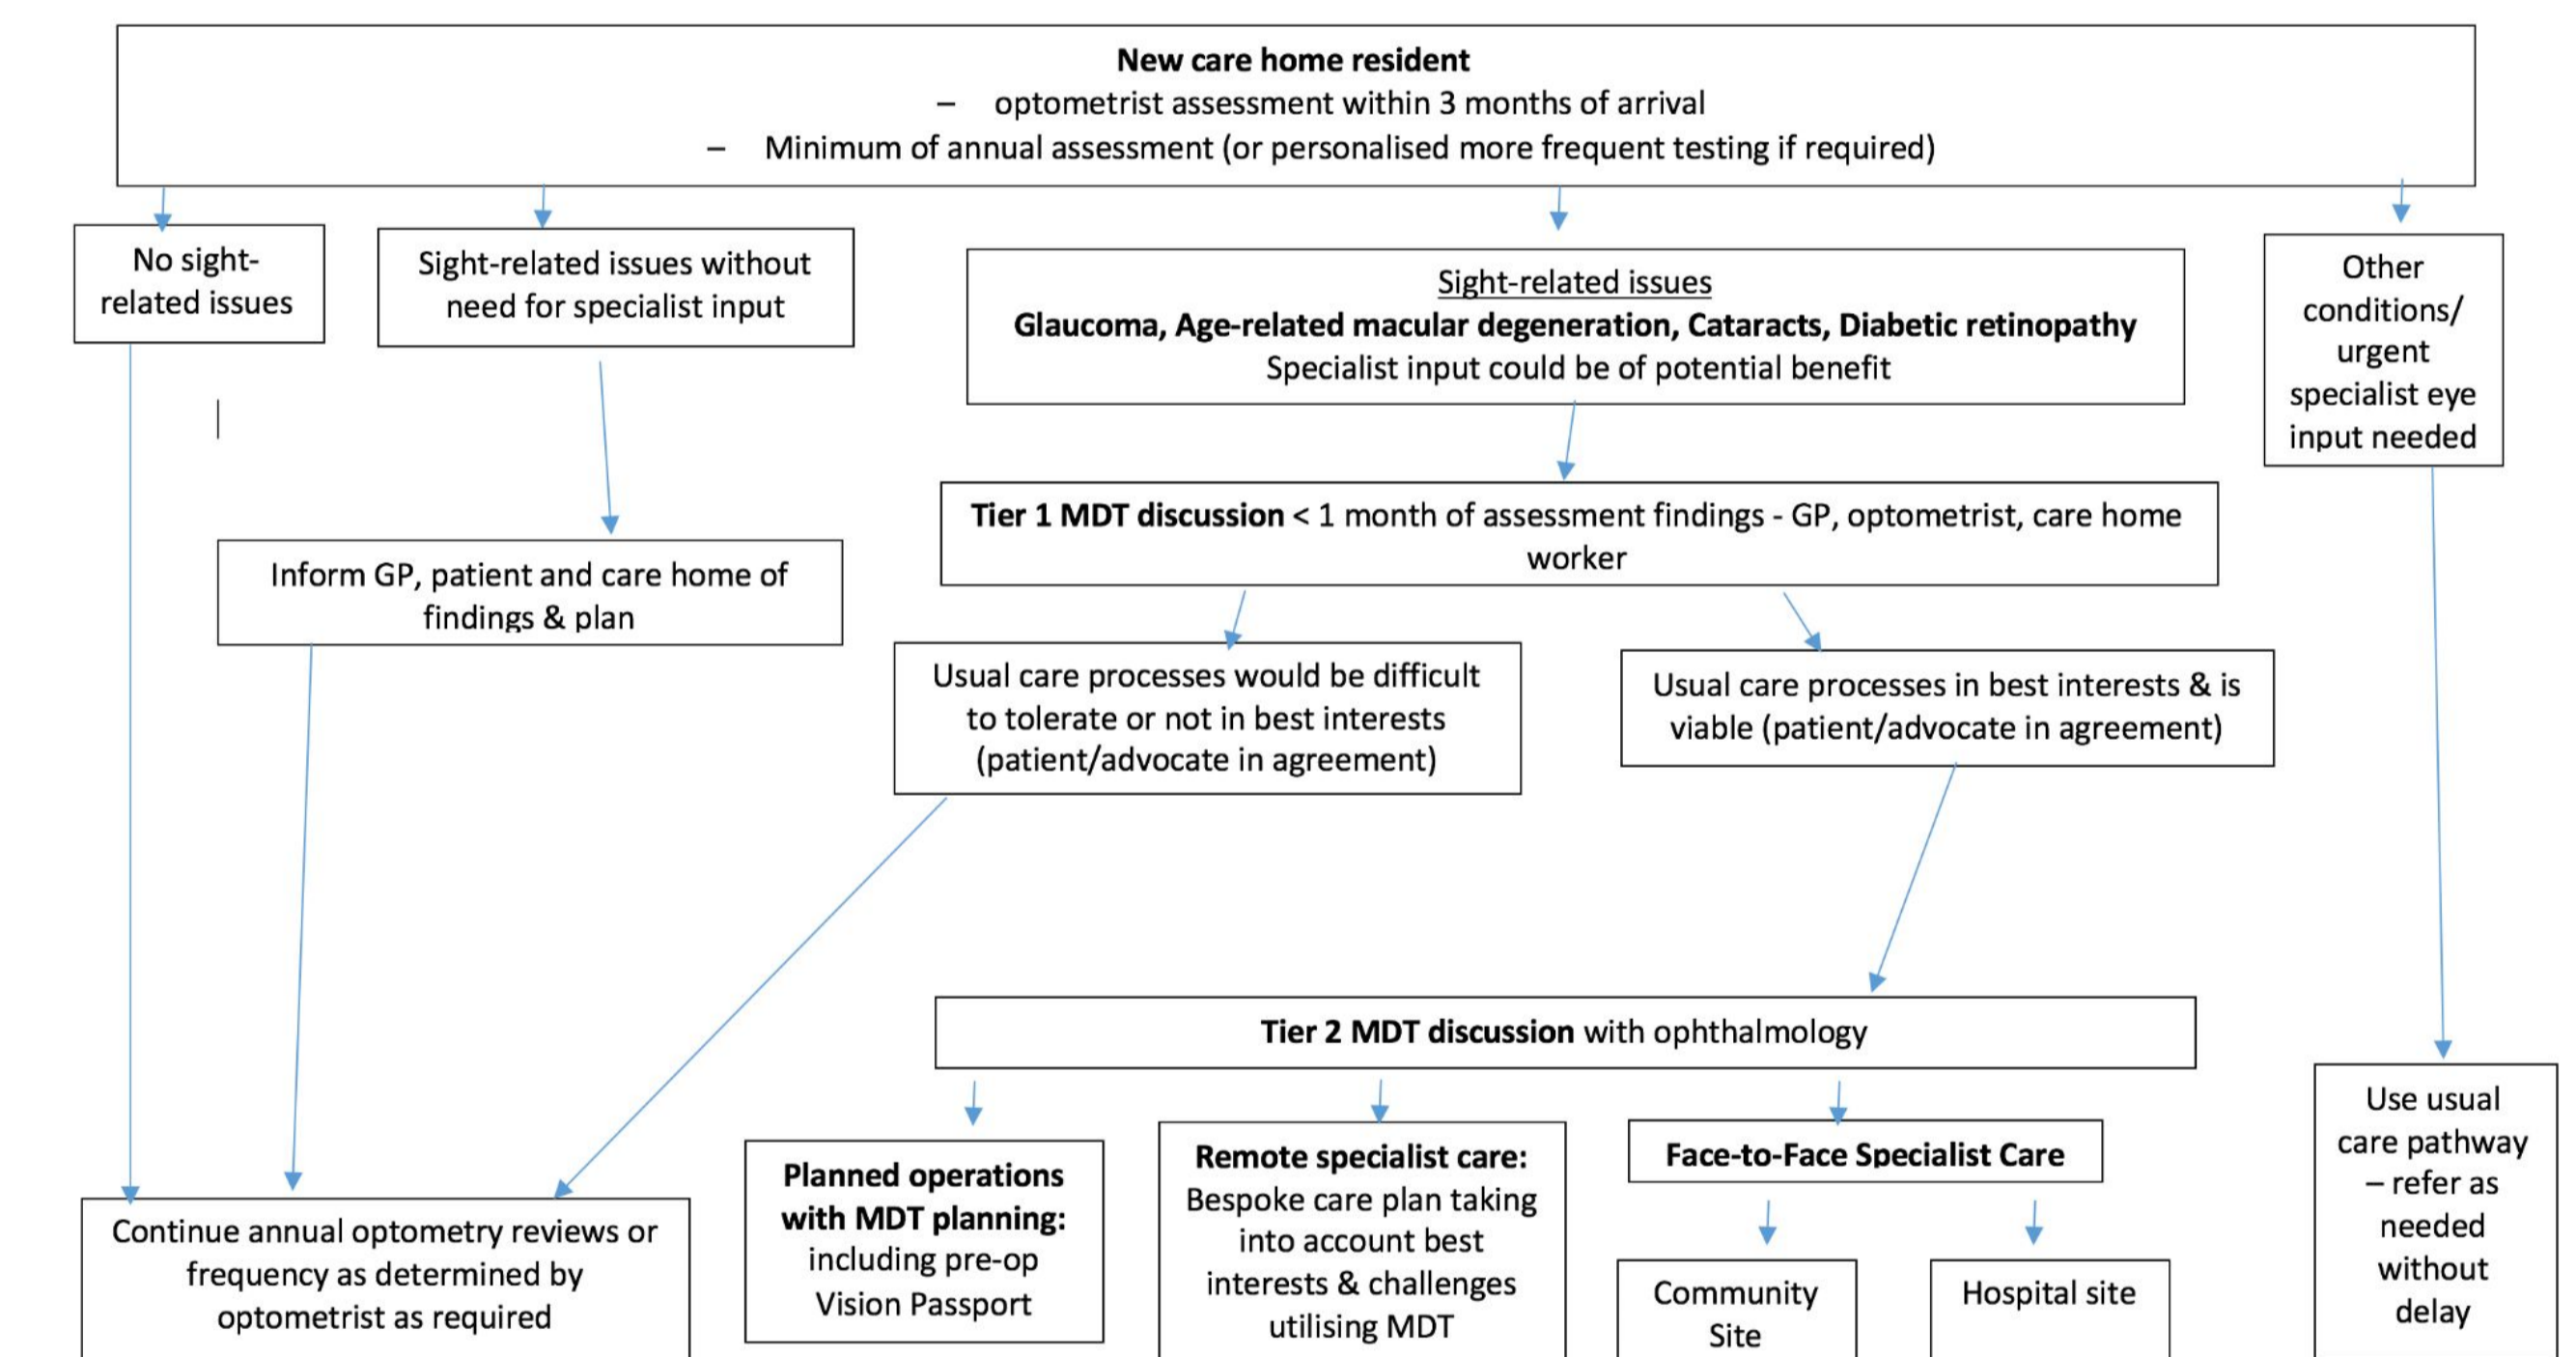 New care home resident
– optometrist assessment within 3 months of arrival
– Minimum of annual assessment (or personalised more frequent testing if required)
No sight-
related issues
Sight-related issues without
need for specialist input
Sight-related issues
Glaucoma, Age-related macular degeneration, Cataracts, Diabetic retinopathy
Specialist input could be of potential benefit
Other
conditions/
urgent
specialist eye
input needed
Tier 1 MDT discussion < 1 month of assessment findings - GP, optometrist, care home
worker
Inform GP, patient and care home of
findings & plan
Usual care processes would be difficult
to tolerate or not in best interests
(patient/advocate in agreement)
Usual care processes in best interests & is
viable (patient/advocate in agreement)
Tier 2 MDT discussion with ophthalmology
Continue annual optometry reviews or
frequency as determined by
optometrist as required
Planned operations
with MDT planning:
including pre-op
Vision Passport
Remote specialist care:
Bespoke care plan taking
into account best
interests & challenges
utilising MDT
Face-to-Face Specialist Care
Community
Site
Hospital site
Use usual
care pathway
– refer as
needed
without
delay